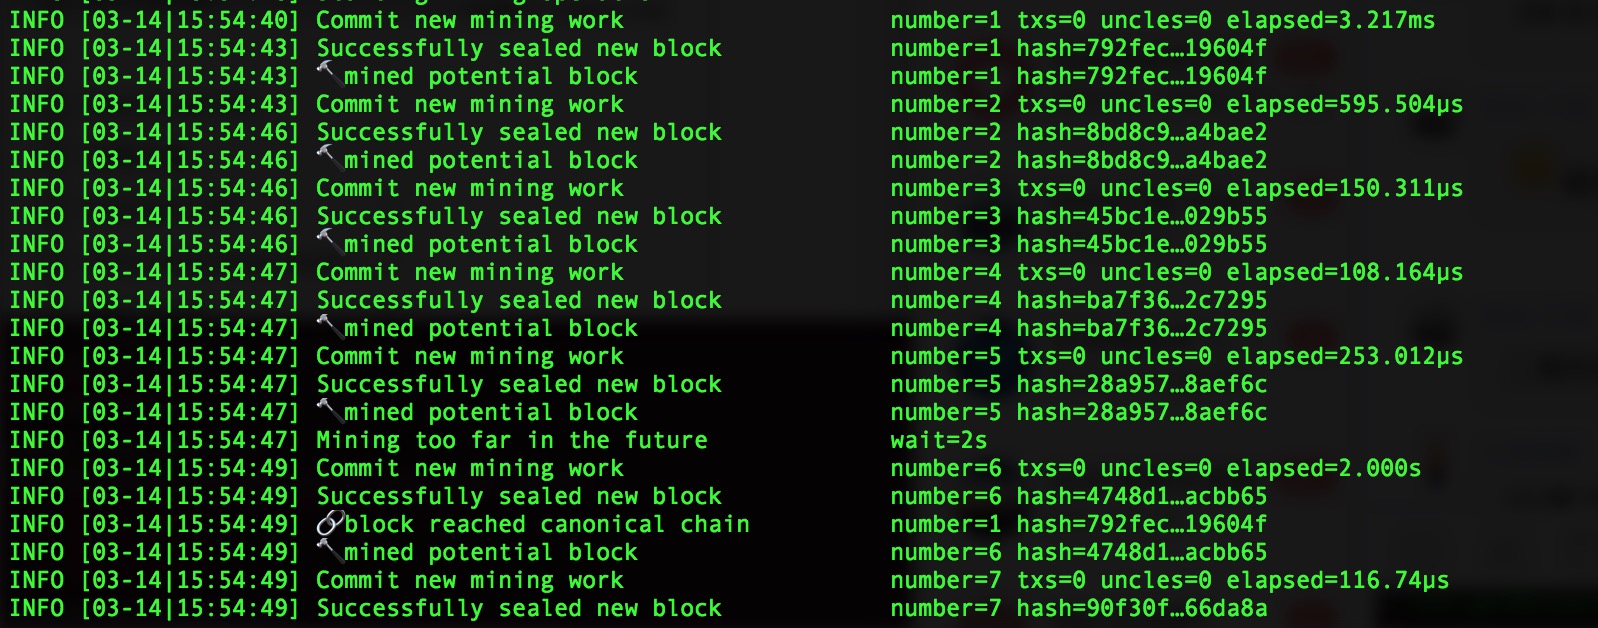 INFO [03-14|15:54:40] Commit new mining work number=1 txs=0 uncles=0 elapsed=3.217ms
INFO [03-14|15:54:43] Successfully sealed new block number=1 hash=792fec…19604f
INFO [03-14|15:54:43] 🔨mined potential block number=1 hash=792fec…19604f
INFO [03-14|15:54:43] Commit new mining work number=2 txs=0 uncles=0 elapsed=595.504µs
INFO [03-14|15:54:46] Successfully sealed new block number=2 hash=8bd8c9…a4bae2
INFO [03-14|15:54:46] 🔨mined potential block number=2 hash=8bd8c9…a4bae2
INFO [03-14|15:54:46] Commit new mining work number=3 txs=0 uncles=0 elapsed=150.311µs
INFO [03-14|15:54:46] Successfully sealed new block number=3 hash=45bc1e…029b55
INFO [03-14|15:54:46] 🔨mined potential block number=3 hash=45bc1e…029b55
INFO [03-14|15:54:47] Commit new mining work number=4 txs=0 uncles=0 elapsed=108.164µs
INFO [03-14|15:54:47] Successfully sealed new block number=4 hash=ba7f36…2c7295
INFO [03-14|15:54:47] 🔨mined potential block number=4 hash=ba7f36…2c7295
INFO [03-14|15:54:47] Commit new mining work number=5 txs=0 uncles=0 elapsed=253.012µs
INFO [03-14|15:54:47] Successfully sealed new block number=5 hash=28a957…8aef6c
INFO [03-14|15:54:47] 🔨mined potential block number=5 hash=28a957…8aef6c
INFO [03-14|15:54:47] Mining too far in the future wait=2s
INFO [03-14|15:54:49] Commit new mining work number=6 txs=0 uncles=0 elapsed=2.000s
INFO [03-14|15:54:49] Successfully sealed new block number=6 hash=4748d1…acbb65
INFO [03-14|15:54:49] 🔗block reached canonical chain number=1 hash=792fec…19604f
INFO [03-14|15:54:49] 🔨mined potential block number=6 hash=4748d1…acbb65
INFO [03-14|15:54:49] Commit new mining work number=7 txs=0 uncles=0 elapsed=116.74µs
INFO [03-14|15:54:49] Successfully sealed new block number=7 hash=90f30f…66da8a